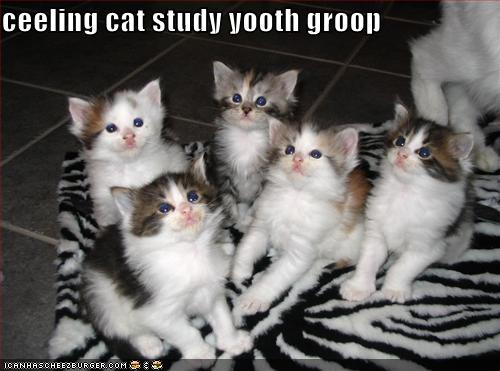 ceeling cat study yooth groop
ICANHASCHEEZBURGER.COM